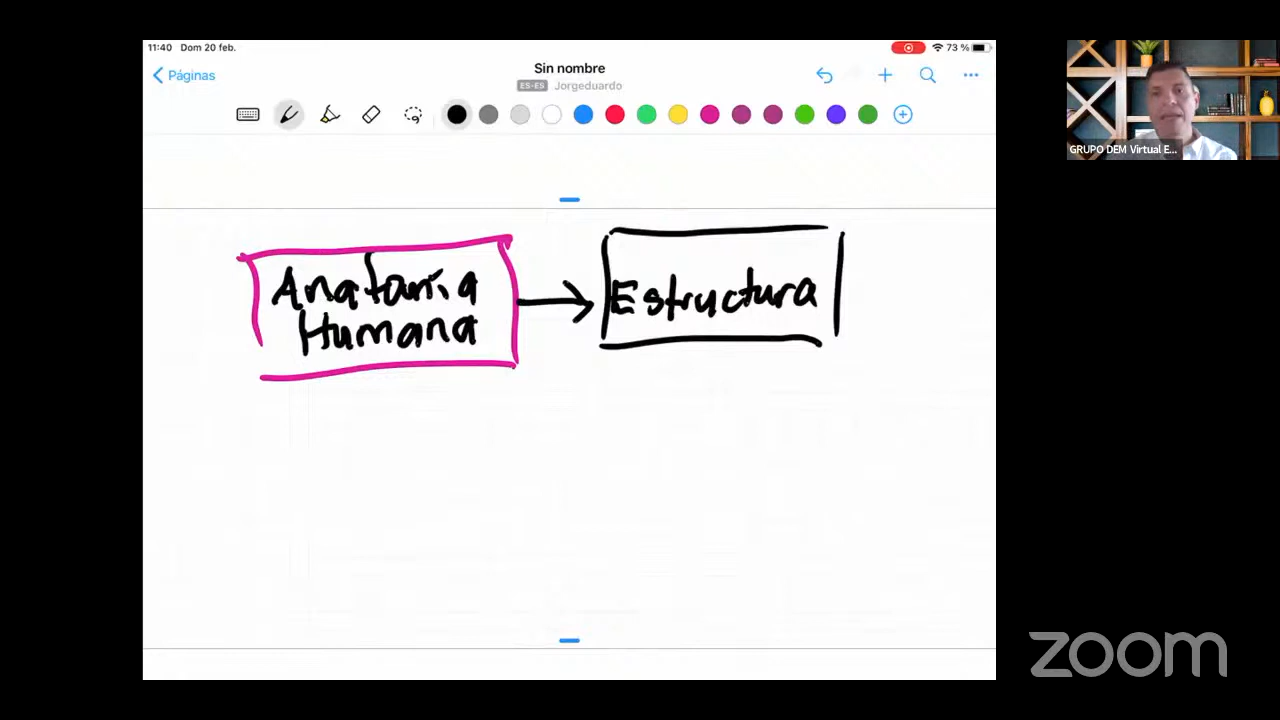 11:40 Dom 20 feb.
73 %
Páginas
Sin nombre
ES-ES Jorgeduardo
GRUPO DEM Virtual E...
Anatomía
Humana
Estructura
zoom